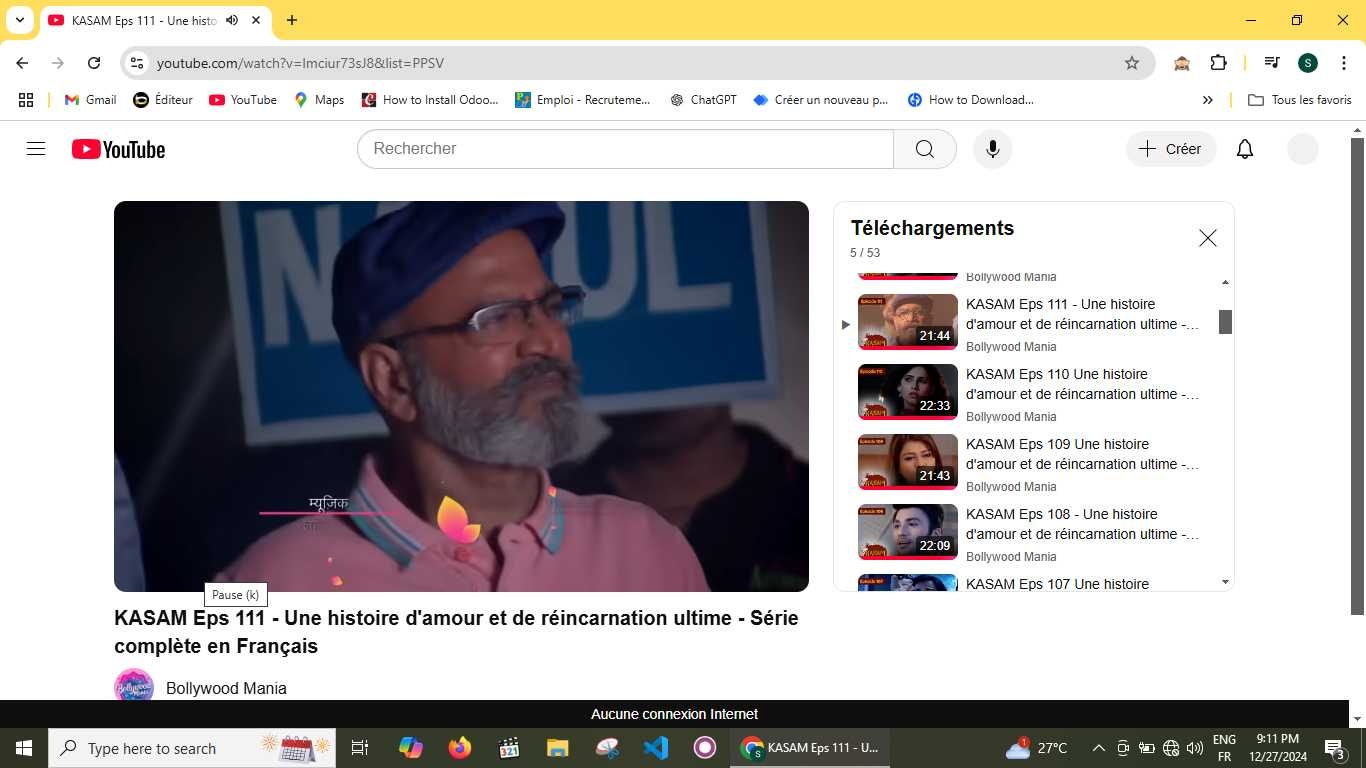 KASAM Eps 111 - Une histo
youtube.com/watch?v=Imciur73sJ8&list=PPSV
S
Gmail
Éditeur
YouTube
Maps
How to Install Odoo...
Emploi - Recruteme...
ChatGPT
Créer un nouveau p...
How to Download...
Tous les favoris
YouTube
Rechercher
Créer
Téléchargements
5 / 53
Bollywood Mania
KASAM Eps 111 - Une histoire
d'amour et de réincarnation ultime -...
Bollywood Mania
21:44
KASAM Eps 110 Une histoire
d'amour et de réincarnation ultime -...
Bollywood Mania
22:33
KASAM Eps 109 Une histoire
d'amour et de réincarnation ultime -...
Bollywood Mania
21:43
KASAM Eps 108 - Une histoire
d'amour et de réincarnation ultime -...
Bollywood Mania
22:09
KASAM Eps 107 Une histoire
म्यूजिक
Pause (k)
KASAM Eps 111 - Une histoire d'amour et de réincarnation ultime - Série
complète en Français
Bollywood Mania
Aucune connexion Internet
Type here to search
KASAM Eps 111 - U...
27°C
ENG
FR
9:11 PM
12/27/2024
3